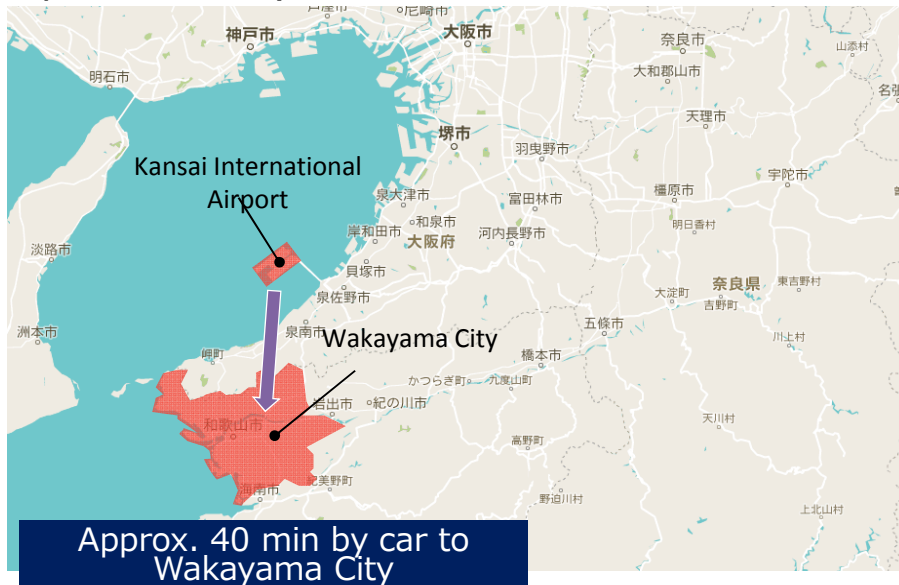 尼崎市
神戸市
大阪市
奈良市
山添村
明石市
大和郡山市
天理市
堺市
羽曳野市
Kansai International
Airport
泉大津市
富田林市
橿原市
宇陀市
岸和田市
和泉市
大阪府
河内長野市
明日香村
淡路市
貝塚市
泉佐野市
大淀町
奈良県
吉野町
東吉野村
洲本市
泉南市
岬町
Wakayama City
五條市
川上村
橋本市
かつらぎ町
九度山町
岩出市
紀の川市
和歌山市
天川村
高野町
海南市
紀美野町
野迫川村
上北山村
Approx. 40 min by car to
Wakayama City